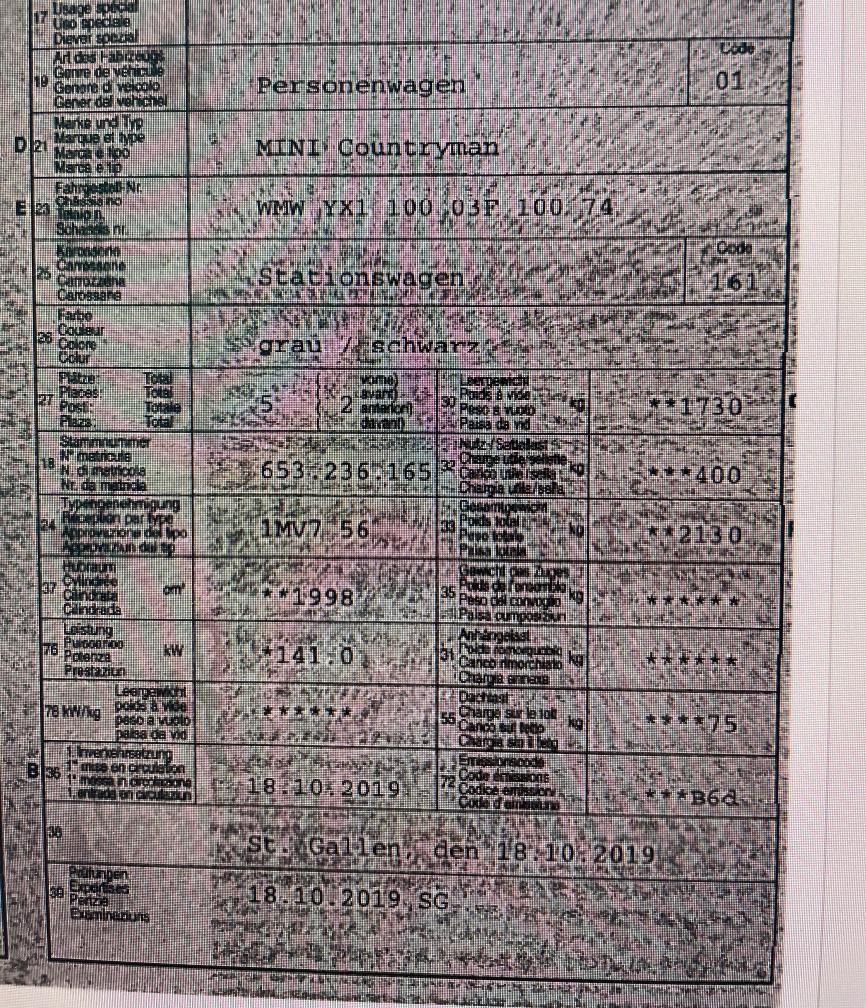 17 Usage spécial
Uso speciale
Diever spezial
Code
19 Art des Fahrzeugs
Genre de véhicule
Genere di veicolo
Gener dal vehichel
Personenwagen 01
D 21 Marke und Typ
Marque et type
Marca e tipo
Marca e tip
MINI Countryman
E 23 Fahrgestell-Nr.
Châssis no
Telaio n.
Schassis nr.
WMW YX1 100 03F 100 74
Code
25 Karosserie
Carrosserie
Carrozzeria
Carossaria
Stationswagen 161
26 Farbe
Couleur
Colore
Colur
grau / schwarz
27 Plätze: Total
Places: Total
Posti: Totale
Plazs: Total
5 ( 2 vorne)
avant)
anteriori)
davant)
30 Leergewicht
Poids à vide
Peso a vuoto
Paisa da vid
kg **1730
18 Stammnummer
N° matricule
N. di matricola
Nr. da matricla
653.236.165
32 Nutz-/Sattellast
Charge utile/sellette
Carico utile/sella
Chargia utila/sella
kg ***400
24 Typengenehmigung
Réception par type
Approvazione del tipo
Approvaziun dal tip
1MV7 56
33 Gesamtgewicht
Poids total
Peso totale
Paisa totala
kg **2130
37 Hubraum
Cylindrée
Cilindrata
Cilindrada
cm³ **1998
35 Gewicht des Zuges
Poids de l'ensemble
Peso del convoglio
Paisa cumposiziun
kg ******
76 Leistung
Puissance
Potenza
Prestaziun
kW *141.0
31 Anhängelast
Poids remorquable
Carico rimorchiato
Chargia annexa
kg ******
78 kW/kg Leergewicht
poids à vide
peso a vuoto
paisa da vid
******
55 Dachlast
Charge sur le toit
Carico sul tetto
Chargia sin il tetg
kg ****75
B 36 1. Inverkehrsetzung
1re mise en circulation
1a messa in circolazione
1. entrada en circulaziun
18.10.2019
72 Emissionscode
Code émissions
Codice emissioni
Code d'emissiuns
***B6d
38 St. Gallen, den 18.10.2019
39 Prüfungen
Expertises
Perizie
Examinaziuns
18.10.2019 SG